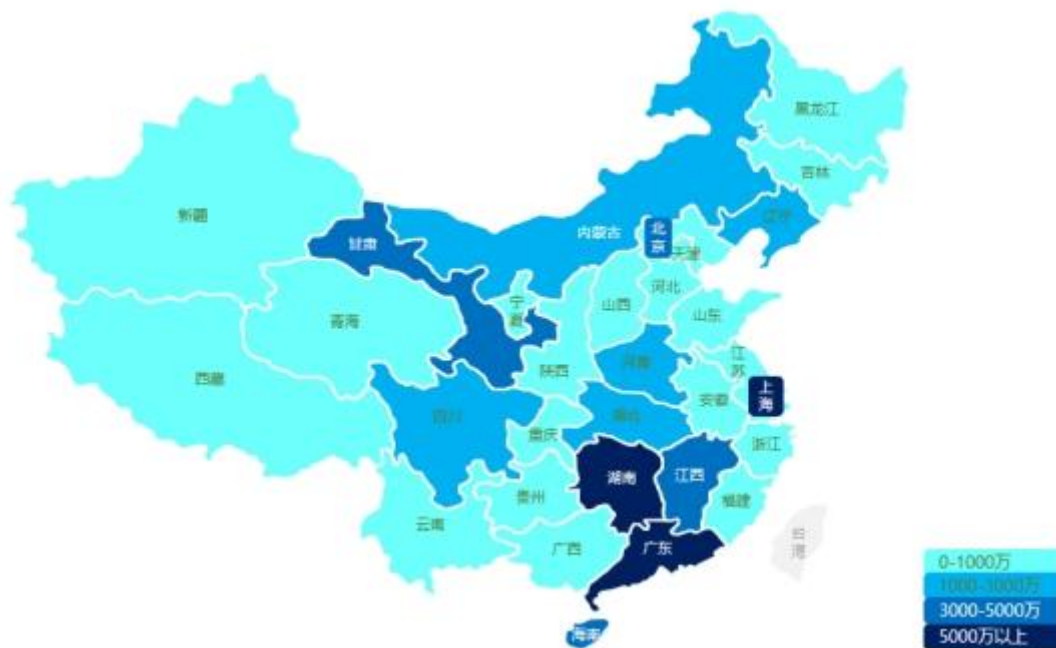 黑龙江
吉林
辽宁
新疆
甘肃
内蒙古
北京
天津
河北
宁夏
山西
青海
山东
陕西
河南
江苏
西藏
安徽
上海
四川
湖北
重庆
浙江
湖南
江西
贵州
福建
云南
广西
广东
台湾
海南
0-1000万
1000-1000万
3000-5000万
5000万以上